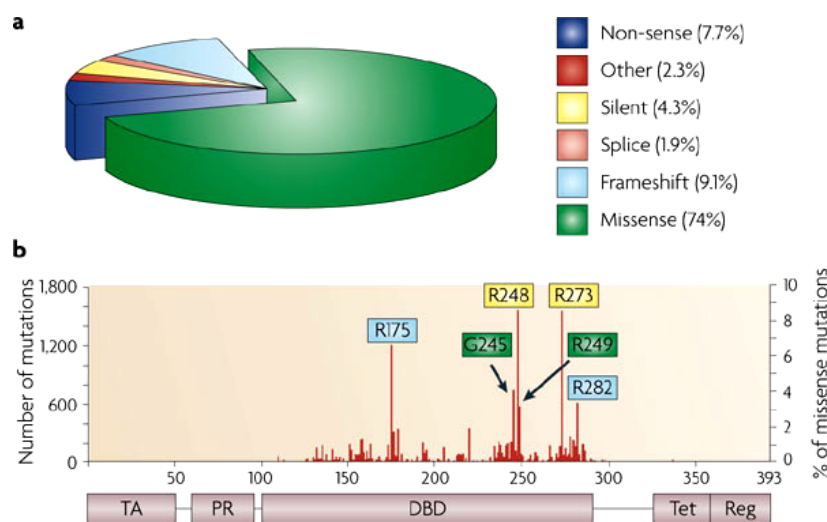 a
Non-sense (7.7%)
Other (2.3%)
Silent (4.3%)
Splice (1.9%)
Frameshift (9.1%)
Missense (74%)
b
Number of mutations
1,800
1,200
600
0
R175
G245
R248
R249
R273
R282
10
8
6
4
2
0
% of missense mutations
50
100
150
200
250
300
350
393
TA
PR
DBD
Tet
Reg